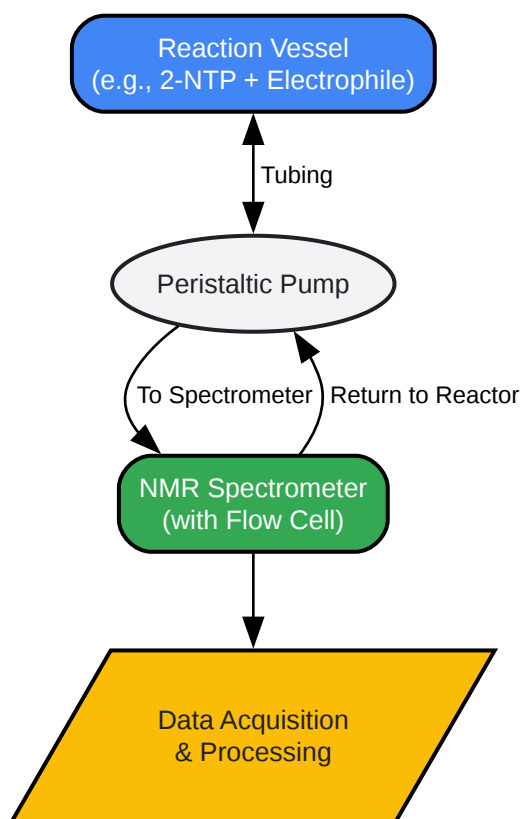 Reaction Vessel
(e.g., 2-NTP + Electrophile)
Tubing
Peristaltic Pump
To Spectrometer
Return to Reactor
NMR Spectrometer
(with Flow Cell)
Data Acquisition
& Processing